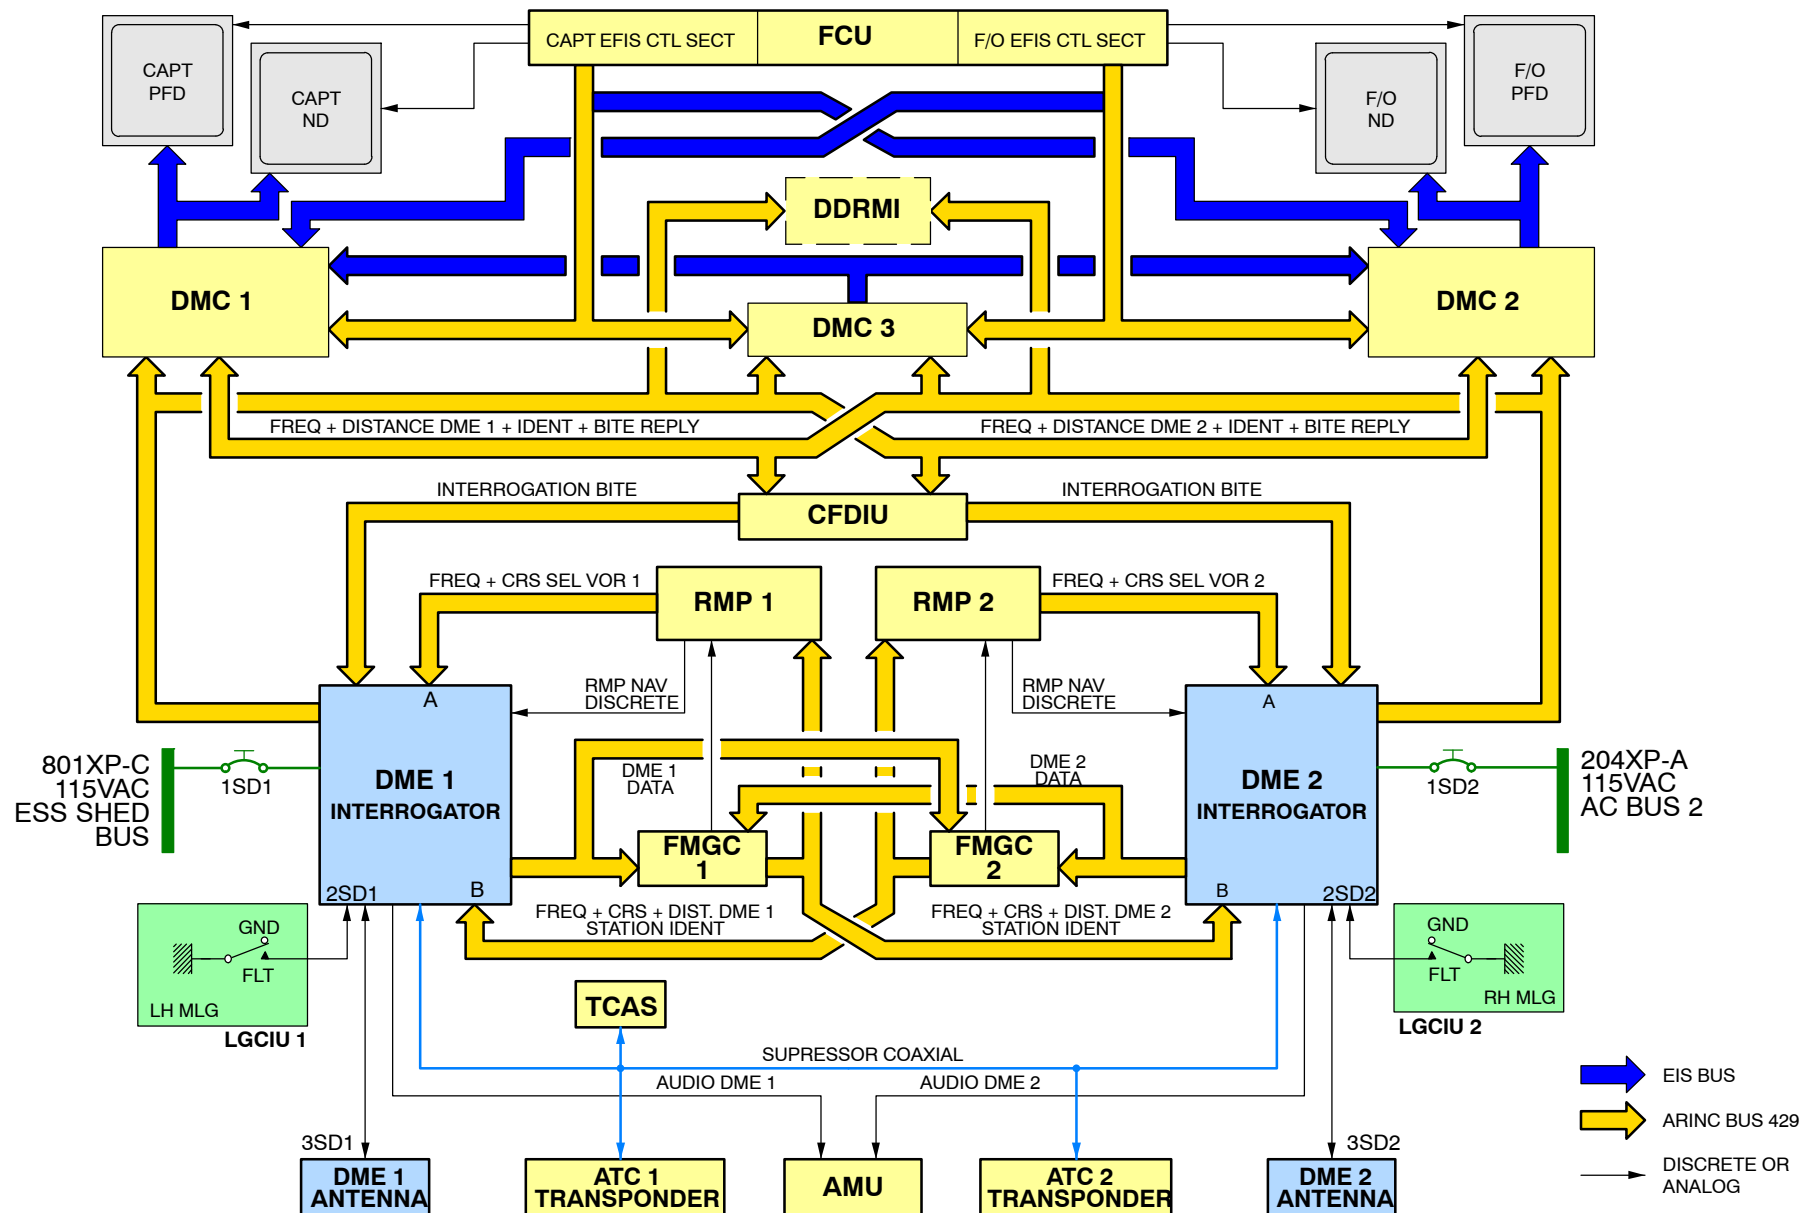 CAPT EFIS CTL SECT
FCU
F/O EFIS CTL SECT
CAPT
PFD
CAPT
ND
F/O
ND
F/O
PFD
DDRMI
DMC 1
DMC 3
DMC 2
FREQ + DISTANCE DME 1 + IDENT + BITE REPLY
FREQ + DISTANCE DME 2 + IDENT + BITE REPLY
INTERROGATION BITE
INTERROGATION BITE
CFDIU
FREQ + CRS SEL VOR 1
RMP 1
RMP 2
FREQ + CRS SEL VOR 2
A
RMP NAV
DISCRETE
RMP NAV
DISCRETE
A
801XP-C
115VAC
ESS SHED
BUS
1SD1
DME 1
INTERROGATOR
DME 1
DATA
DME 2
DATA
DME 2
INTERROGATOR
1SD2
204XP-A
115VAC
AC BUS 2
FMGC
1
FMGC
2
2SD1
B
B
2SD2
FREQ + CRS + DIST. DME 1
STATION IDENT
FREQ + CRS + DIST. DME 2
STATION IDENT
GND
FLT
LH MLG
LGCIU 1
GND
FLT
RH MLG
LGCIU 2
TCAS
SUPRESSOR COAXIAL
AUDIO DME 1
AUDIO DME 2
3SD1
3SD2
DME 1
ANTENNA
ATC 1
TRANSPONDER
AMU
ATC 2
TRANSPONDER
DME 2
ANTENNA
EIS BUS
ARINC BUS 429
DISCRETE OR
ANALOG